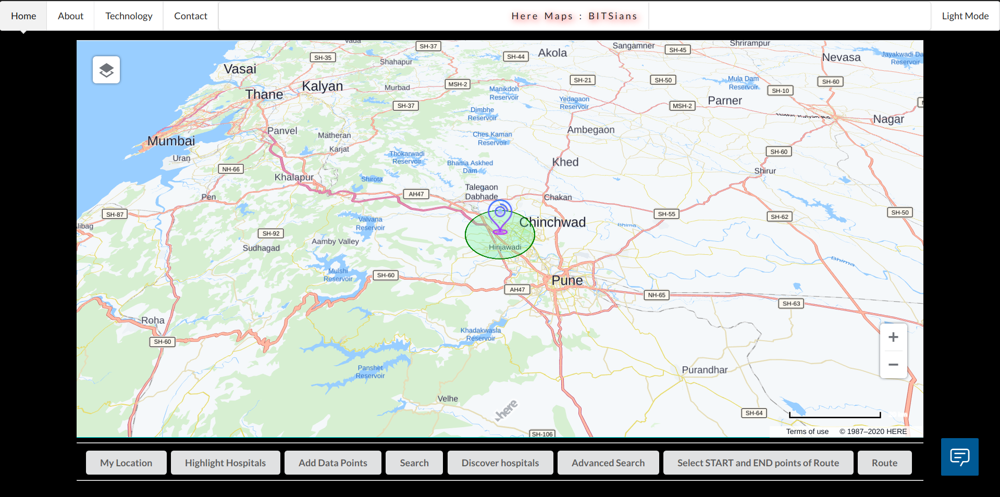 Home
About
Technology
Contact
Here Maps : BITSians
Light Mode
Vada
SH-37
Shrirampur
Sangamner
SH-45
Akola
SH-44
SH-35
Nevasa
Jayakwadi Da
Reservoir
Shahapur
Vasai
Kalyan
Thane
Murbad
MSH-2
SH-21
SH-50
Mula Dam
Reservoir
SH-60
SH-10
Manikdoh
Reservoir
Yedagaon
Reservoir
Parner
MSH-2
SH-37
Dimbhe
Reservoir
Nagar Kalyan Rd.
Nagar
Panvel
Matheran
Ches Kaman
Reservoir
Ambegaon
Mumbai
Karjat
Uran
Thokarwadi
Reservoir
SH-60
Bhama Askhed
Dam
Khed
NH-66
Shirur
Khalapur
Shirota
Talegaon
Dabhade
AH47
Chakan
Pen
SH-87
SH-55
SH-62
SH-50
Valvana
Reservoir
Chinchwad
Bhima
libag
SH-92
Aamby Valley
Sudhagad
Hinjawadi
Bhima
Mulshi
Reservoir
SH-60
Pune
AH47
NH-65
SH-63
Roha
Khadakwasla
Reservoir
SH-60
Panshet
Reservoir
Purandhar
Velhe
here
SH-64
SH-106
Terms of use
© 1987–2020 HERE
My Location
Highlight Hospitals
Add Data Points
Search
Discover hospitals
Advanced Search
Select START and END points of Route
Route